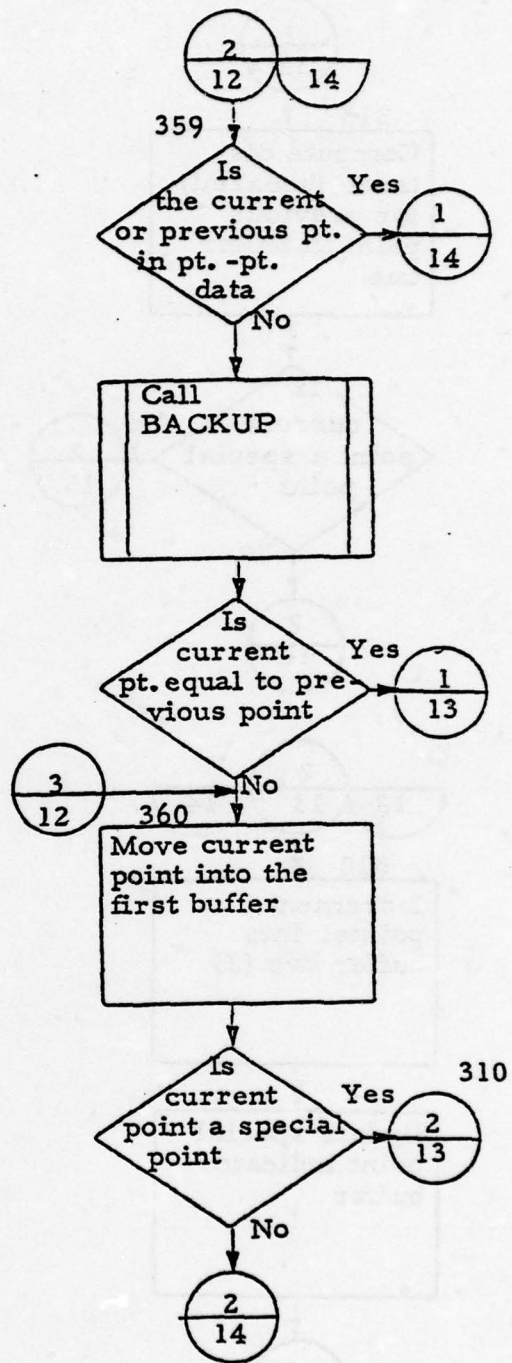 2
12
14
359
Is
the current
or previous pt.
in pt. -pt.
data
Yes
1
14
No
Call
BACKUP
Is
current
pt. equal to pre-
vious point
Yes
1
13
No
3
12
360
Move current
point into the
first buffer
Is
current
point a special
point
Yes
310
2
13
No
2
14